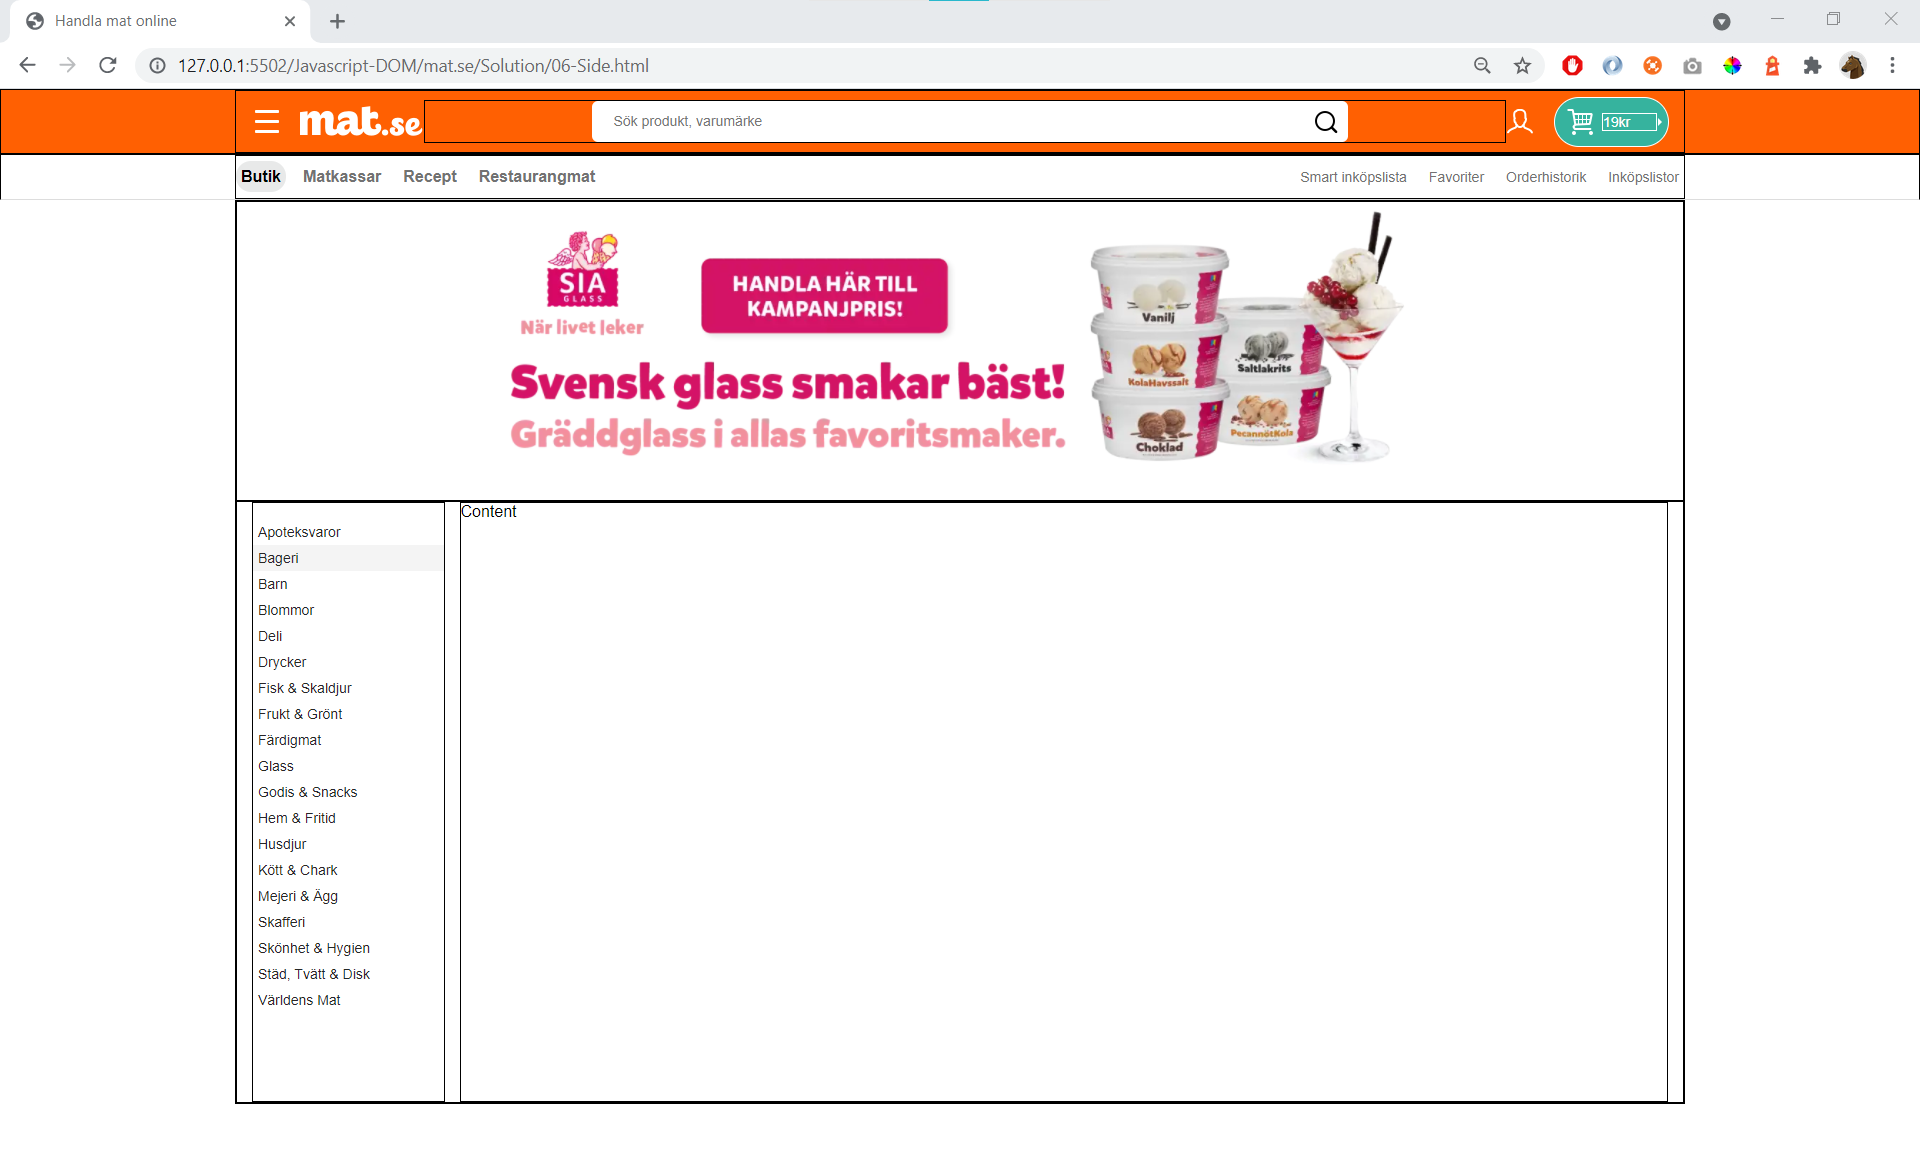 Handla mat online
127.0.0.1:5502/Javascript-DOM/mat.se/Solution/06-Side.html
mat.se
Sök produkt, varumärke
19kr
Butik Matkassar Recept Restaurangmat
Smart inköpslista Favoriter Orderhistorik Inköpslistor
SIA
GLASS
När livet leker
HANDLA HÄR TILL
KAMPANJPRIS!
Svensk glass smakar bäst!
Gräddglass i allas favoritsmaker.
Vanilj
KolaHavssalt
Saltlakrits
Choklad
PecannötKola
Apoteksvaror
Bageri
Barn
Blommor
Deli
Drycker
Fisk & Skaldjur
Frukt & Grönt
Färdigmat
Glass
Godis & Snacks
Hem & Fritid
Husdjur
Kött & Chark
Mejeri & Ägg
Skafferi
Skönhet & Hygien
Städ, Tvätt & Disk
Världens Mat
Content